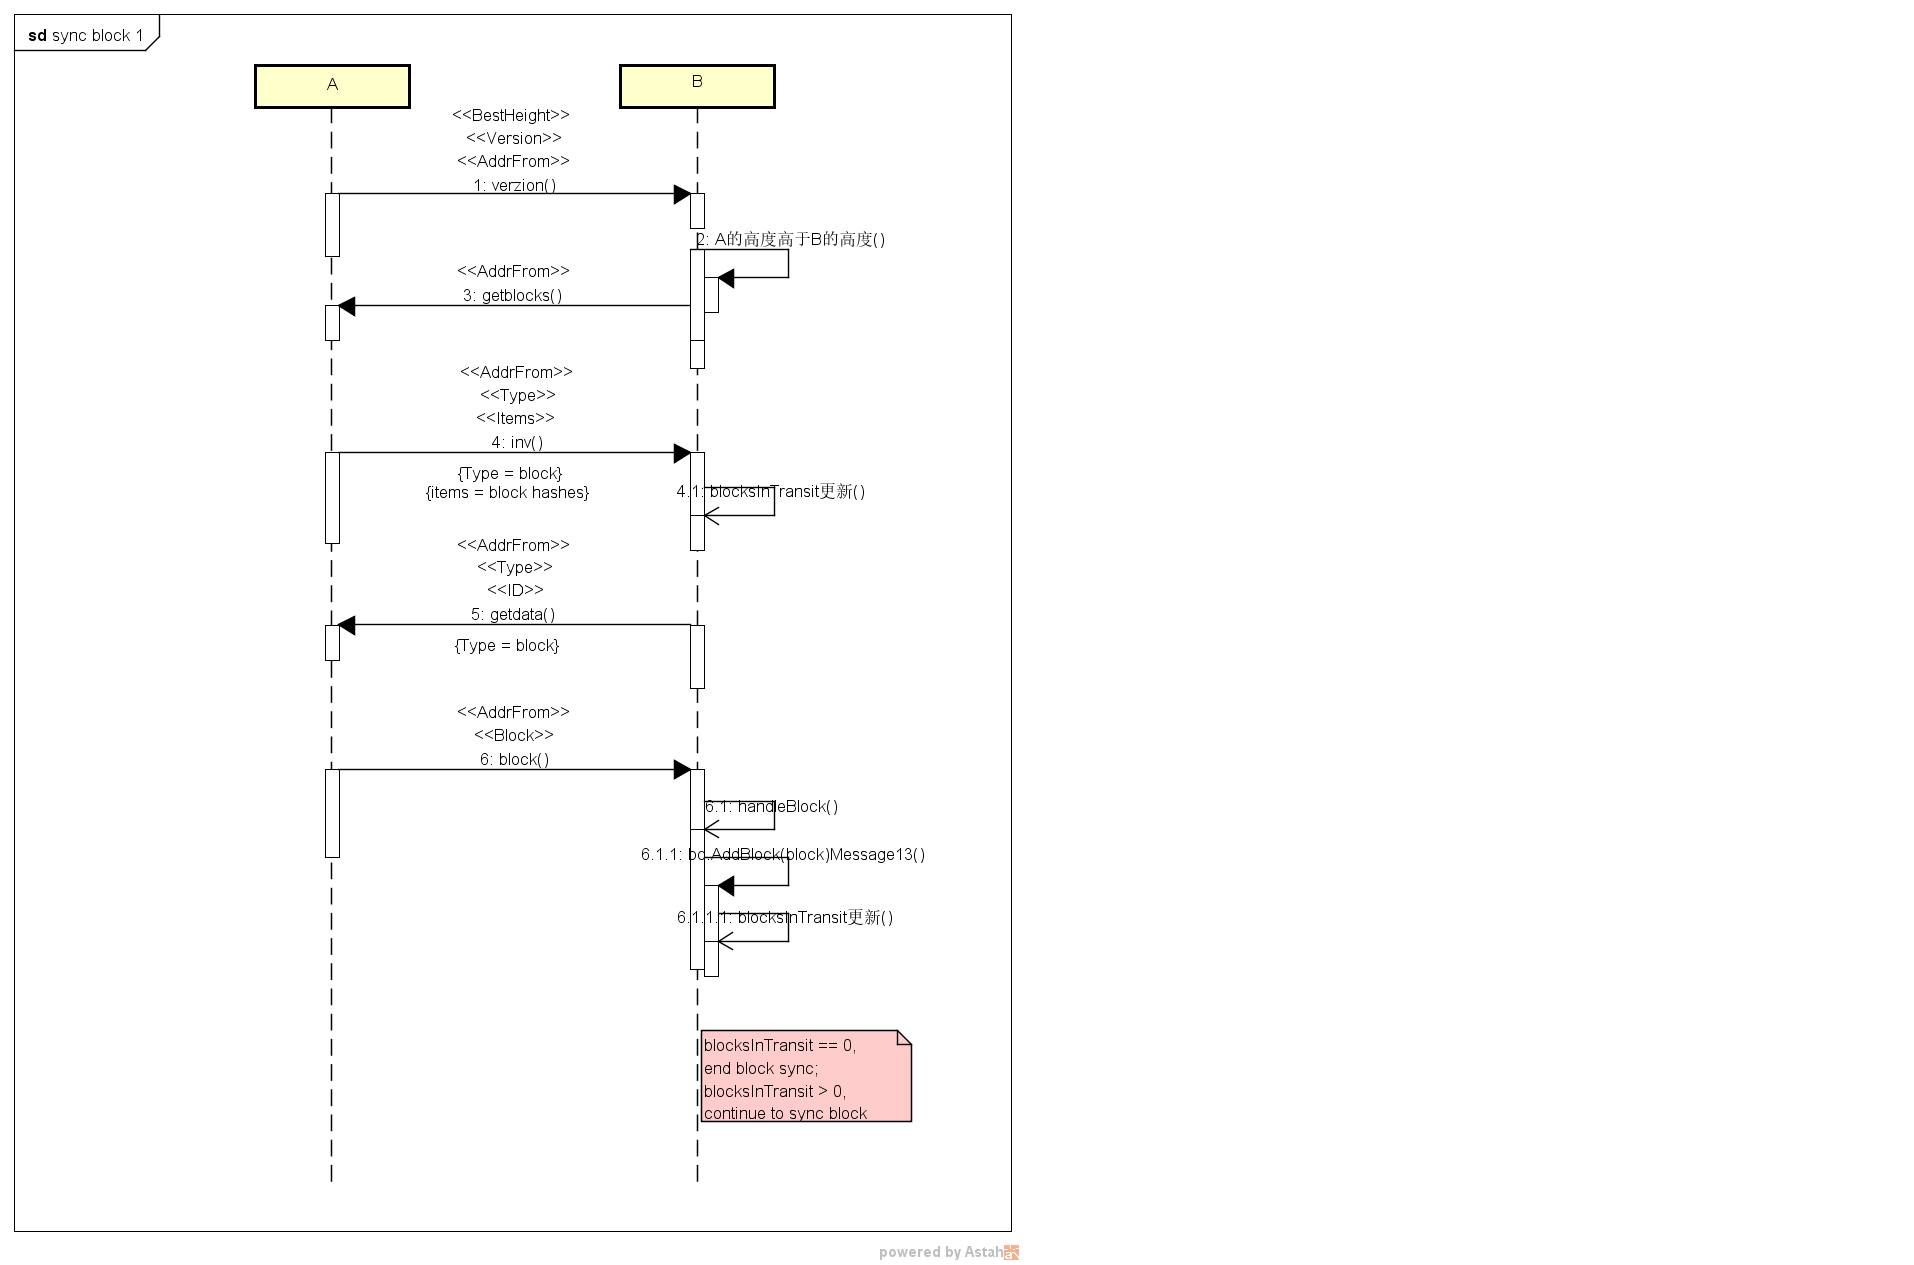 sd sync block 1
A
B
<<BestHeight>>
<<Version>>
<<AddrFrom>>
1: verzion()
2: A的高度高于B的高度()
<<AddrFrom>>
3: getblocks()
<<AddrFrom>>
<<Type>>
<<Items>>
4: inv()
{Type = block}
{items = block hashes}
4.1: blocksInTransit更新()
<<AddrFrom>>
<<Type>>
<<ID>>
5: getdata()
{Type = block}
<<AddrFrom>>
<<Block>>
6: block()
6.1: handleBlock()
6.1.1: bc.AddBlock(block)Message13()
6.1.1.1: blocksInTransit更新()
blocksInTransit == 0,
end block sync;
blocksInTransit > 0,
continue to sync block
powered by Astah